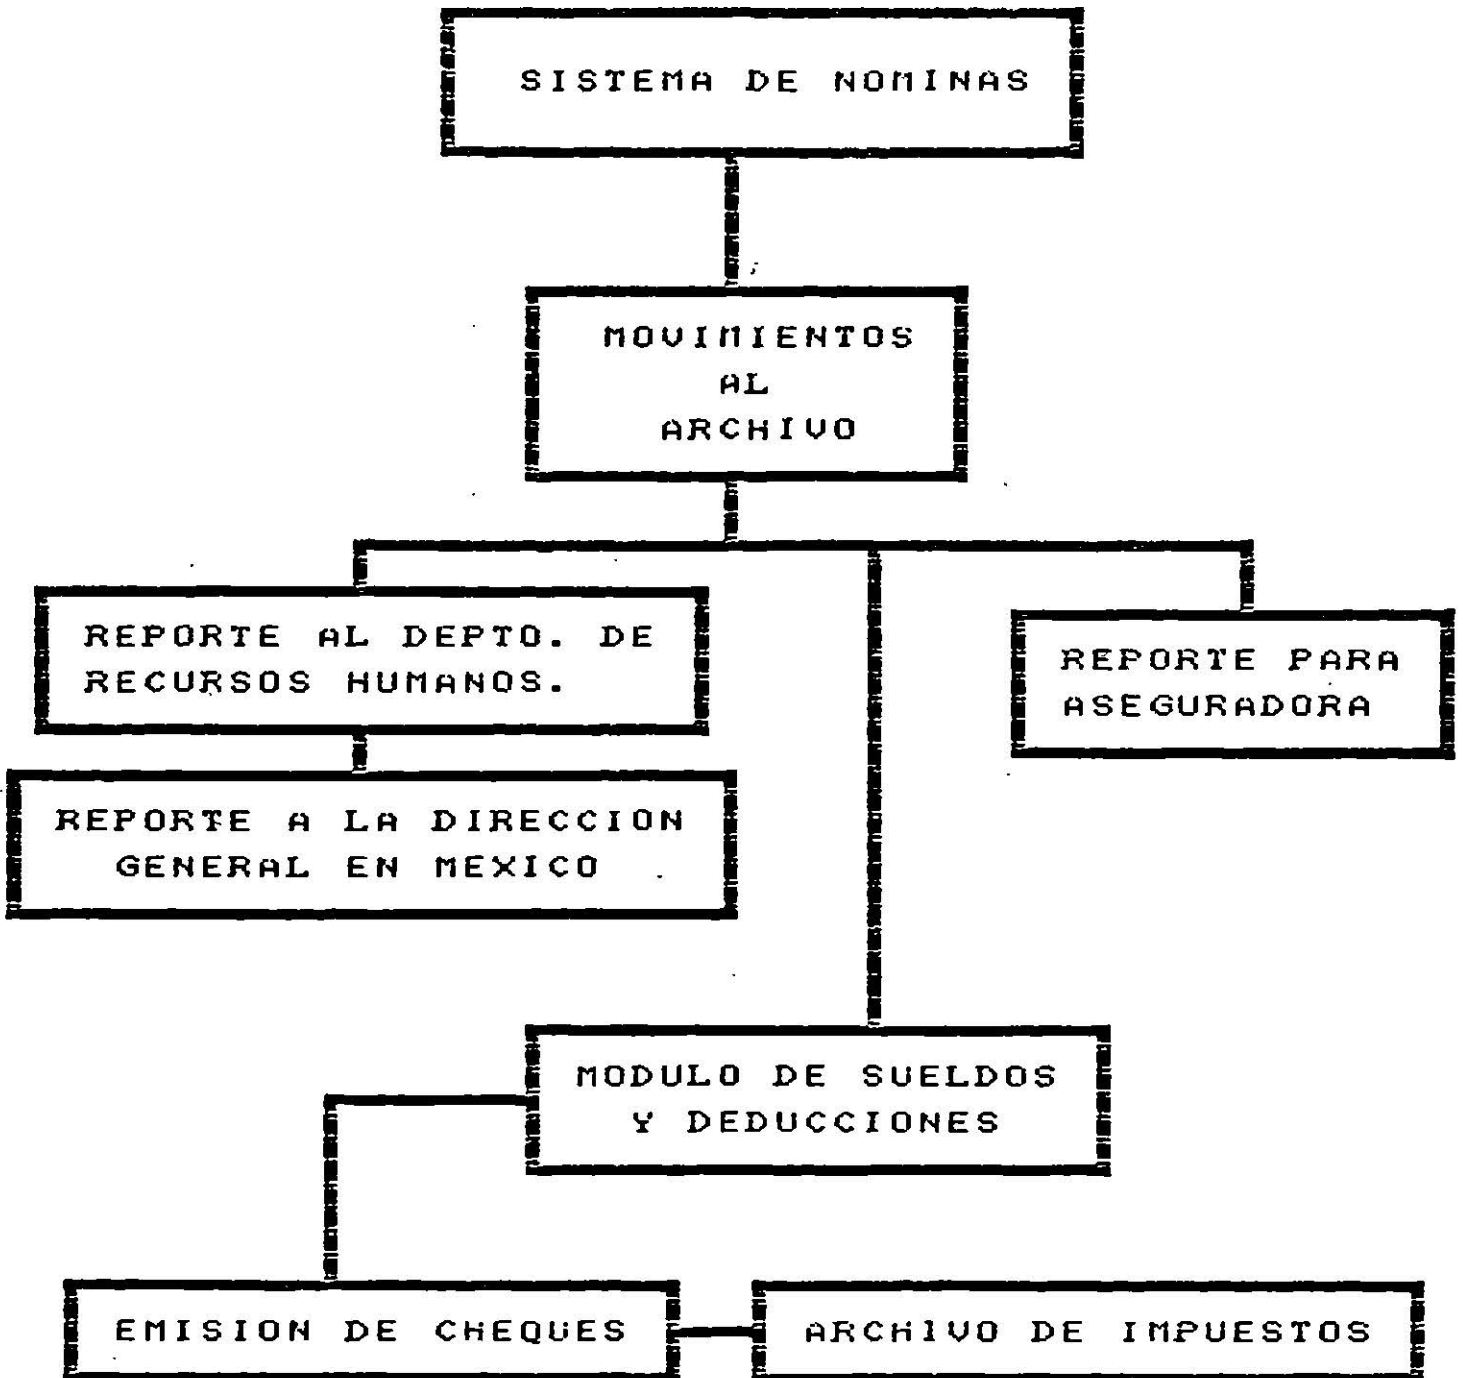 SISTEMA DE NOMINAS
MOVIMIENTOS
AL
ARCHIVO
REPORTE AL DEPTO. DE
RECURSOS HUMANOS.
REPORTE PARA
ASEGURADORA
REPORTE A LA DIRECCION
GENERAL EN MEXICO
MODULO DE SUELDOS
Y DEDUCCIONES
EMISION DE CHEQUES
ARCHIVO DE IMPUESTOS